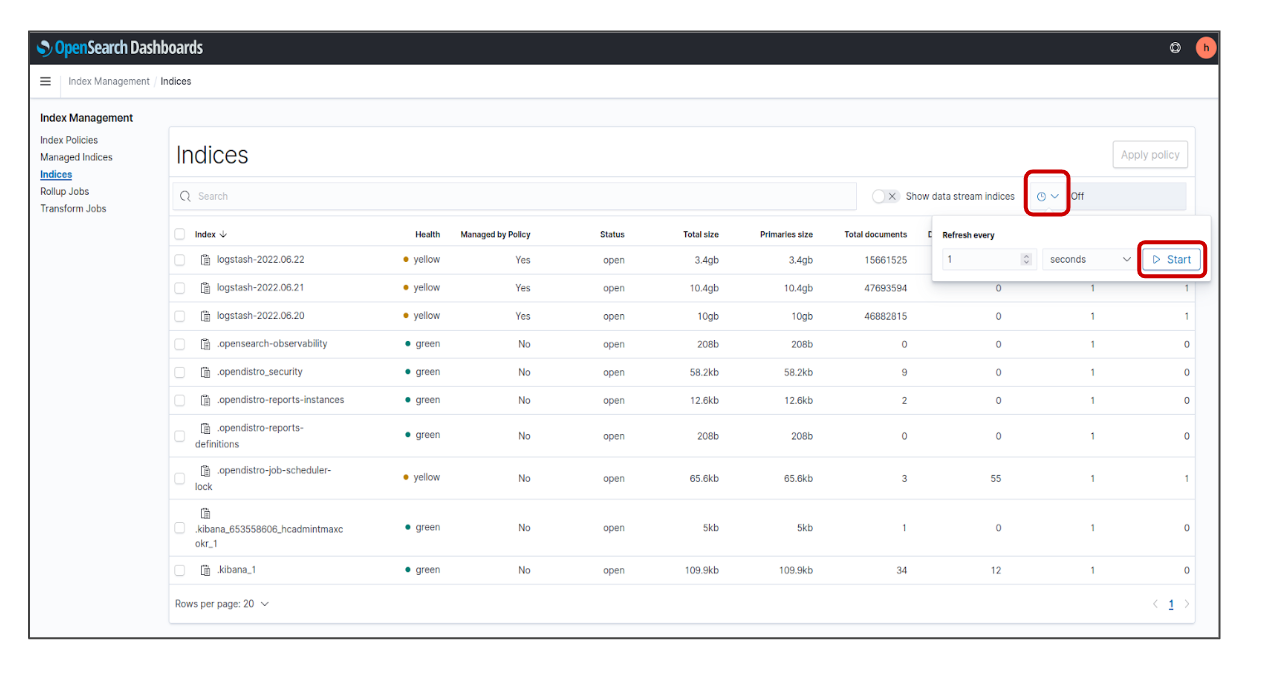 OpenSearch Dashboards
h
Index Management / Indices
Index Management
Index Policies
Managed Indices
Indices
Rollup Jobs
Transform Jobs
Indices
Apply policy
Search
Show data stream indices
Off
Refresh every
1 seconds Start
Index Health Managed by Policy Status Total size Primaries size Total documents
logstash-2022.06.22 yellow Yes open 3.4gb 3.4gb 15661525
logstash-2022.06.21 yellow Yes open 10.4gb 10.4gb 47693594 0 1 1
logstash-2022.06.20 yellow Yes open 10gb 10gb 46882815 0 1 1
.opensearch-observability green No open 208b 208b 0 0 1 0
.opendistro_security green No open 58.2kb 58.2kb 9 0 1 0
.opendistro-reports-instances green No open 12.6kb 12.6kb 2 0 1 0
.opendistro-reports-
definitions green No open 208b 208b 0 0 1 0
.opendistro-job-scheduler-
lock yellow No open 65.6kb 65.6kb 3 55 1 1
.kibana_653558606_hcadmintmaxc
okr_1 green No open 5kb 5kb 1 0 1 0
.kibana_1 green No open 109.9kb 109.9kb 34 12 1 0
Rows per page: 20
1